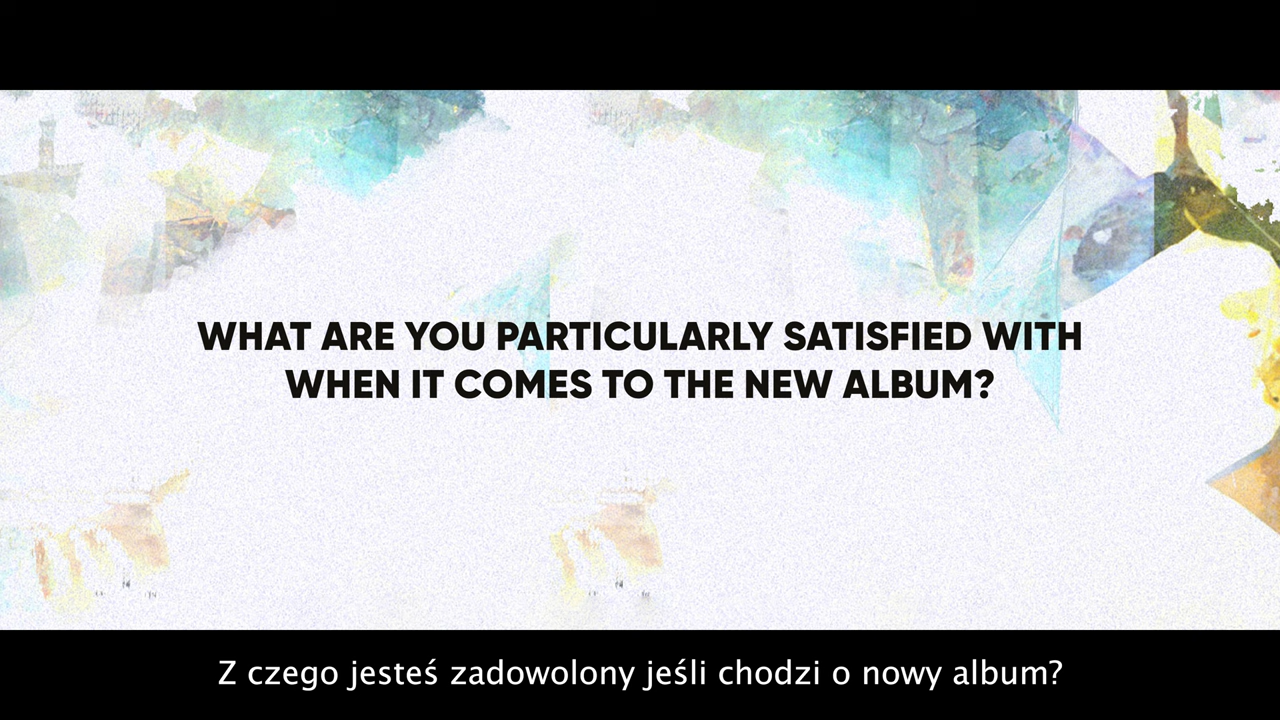 WHAT ARE YOU PARTICULARLY SATISFIED WITH
WHEN IT COMES TO THE NEW ALBUM?
Z czego jesteś zadowolony jeśli chodzi o nowy album?